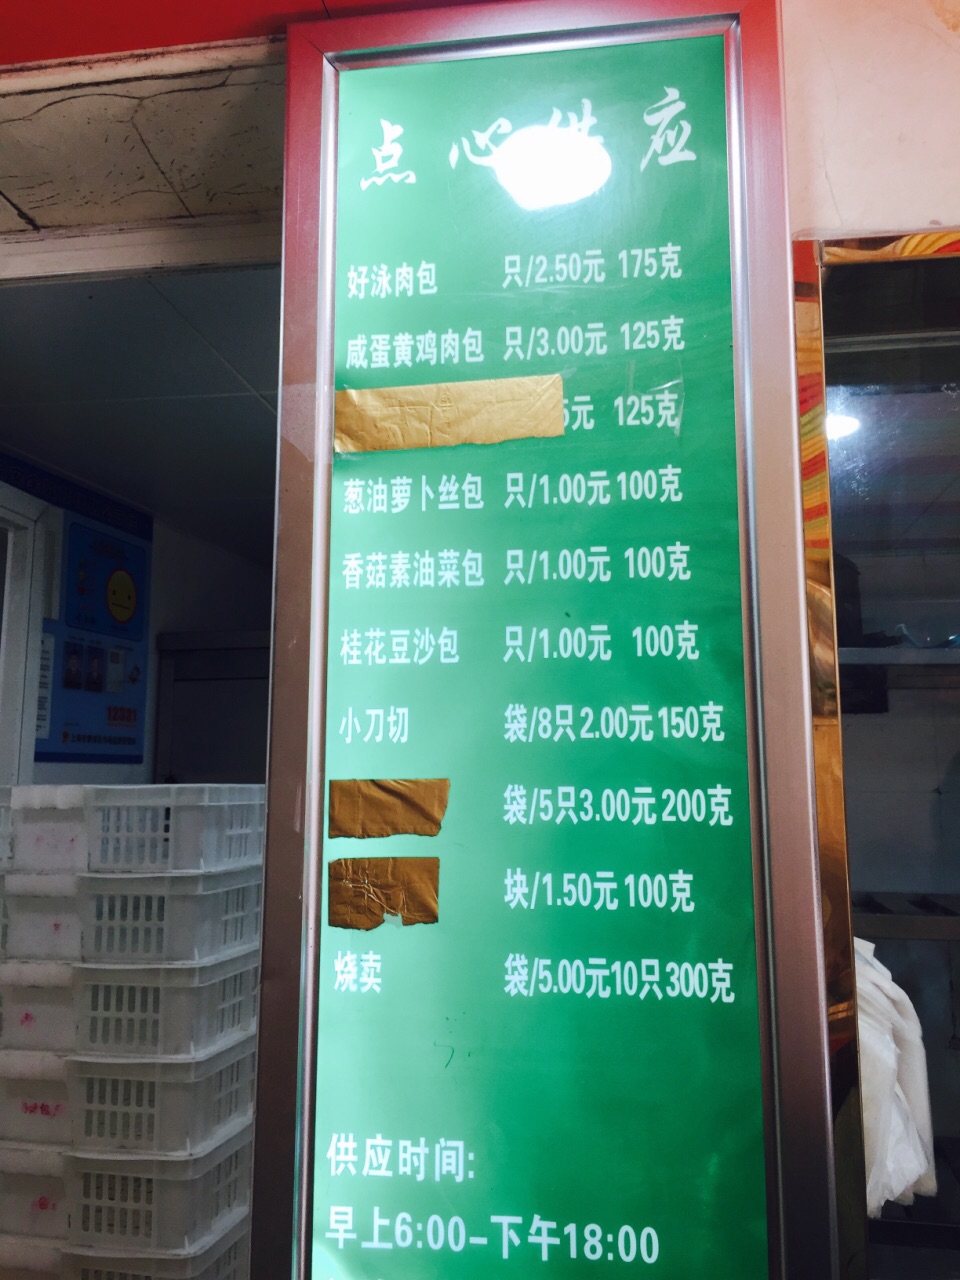 点心供应
好泳肉包 只/2.50元 175克
咸蛋黄鸡肉包 只/3.00元 125克
5元 125克
葱油萝卜丝包 只/1.00元 100克
香菇素油菜包 只/1.00元 100克
桂花豆沙包 只/1.00元 100克
小刀切 袋/8只 2.00元 150克
袋/5只 3.00元 200克
块/1.50元 100克
烧卖 袋/5.00元10只 300克
供应时间:
早上6:00-下午18:00
12331